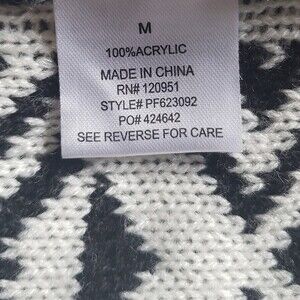 M
100%ACRYLIC
MADE IN CHINA
RN# 120951
STYLE# PF623092
PO# 424642
SEE REVERSE FOR CARE